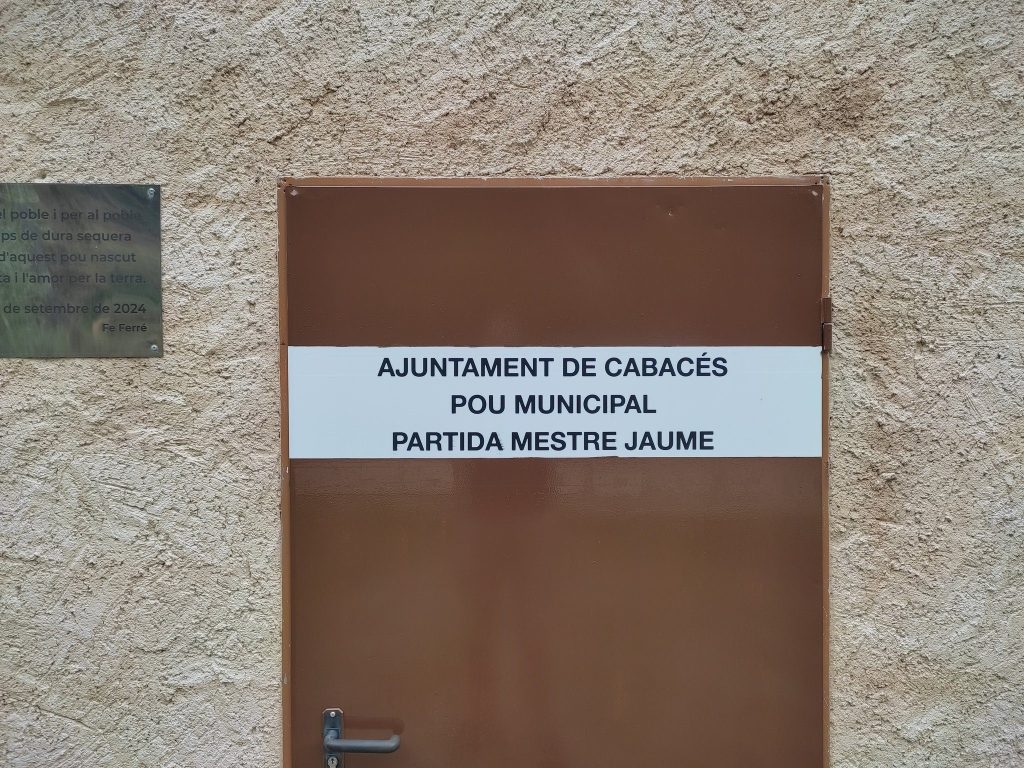 el poble i per al poble
ps de dura sequera
d'aquest pou nascut
ta i l'amor per la terra.
de setembre de 2024
Fe Ferré
AJUNTAMENT DE CABACÉS
POU MUNICIPAL
PARTIDA MESTRE JAUME